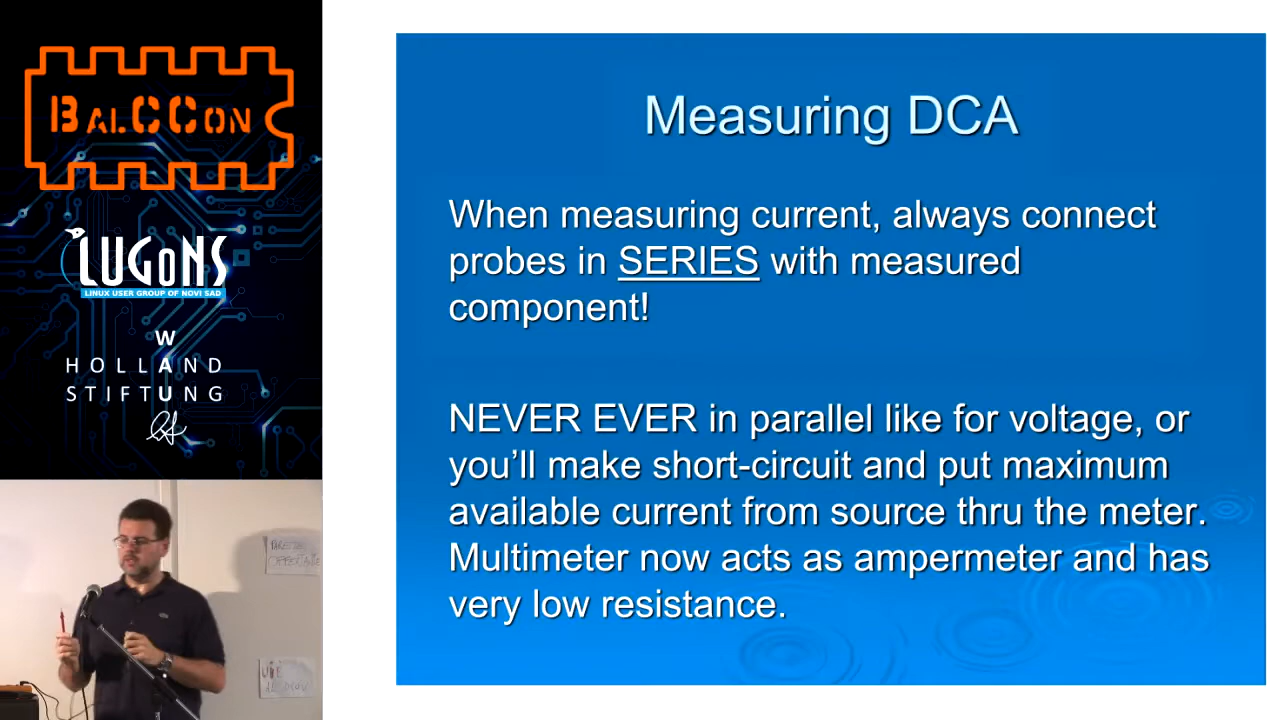 BALCCON
LUGONS
LINUX USER GROUP OF NOVI SAD
W
HOLLAND
STIFTUNG
Measuring DCA
When measuring current, always connect
probes in SERIES with measured
component!
NEVER EVER in parallel like for voltage, or
you’ll make short-circuit and put maximum
available current from source thru the meter.
Multimeter now acts as ampermeter and has
very low resistance.